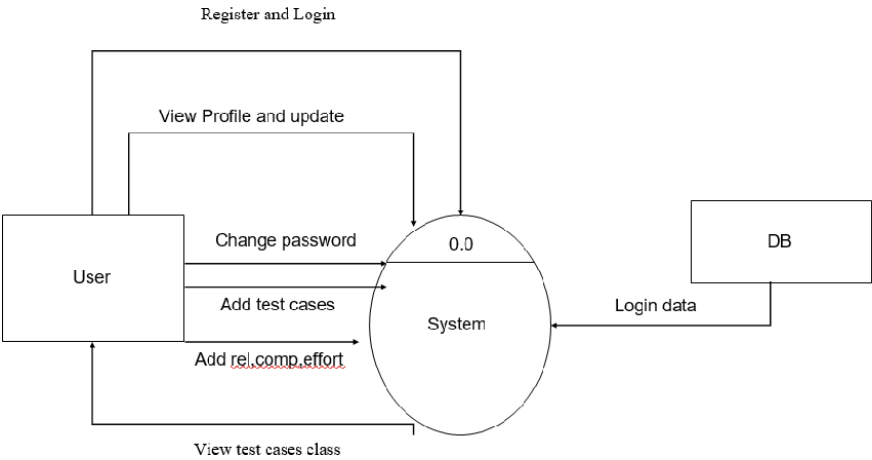 Register and Login
View Profile and update
Change password
0.0
DB
User
Add test cases
Login data
System
Add rel,comp,effort
View test cases class